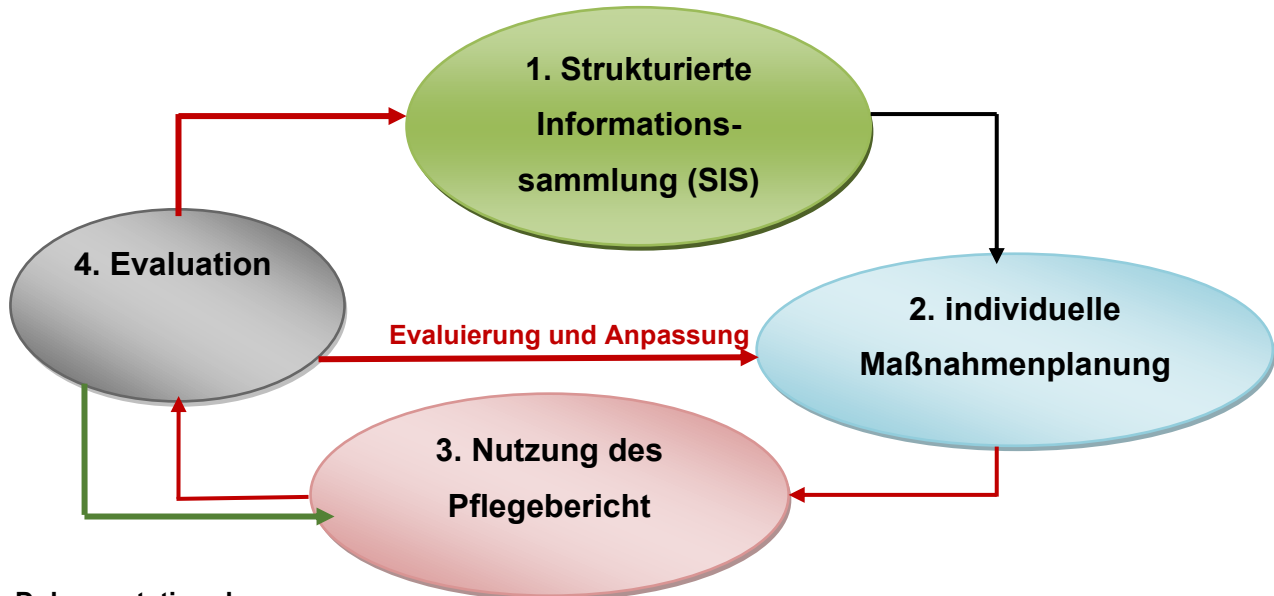 1. Strukturierte
Informations-
sammlung (SIS)
4. Evaluation
2. individuelle
Maßnahmenplanung
Evaluierung und Anpassung
3. Nutzung des
Pflegebericht